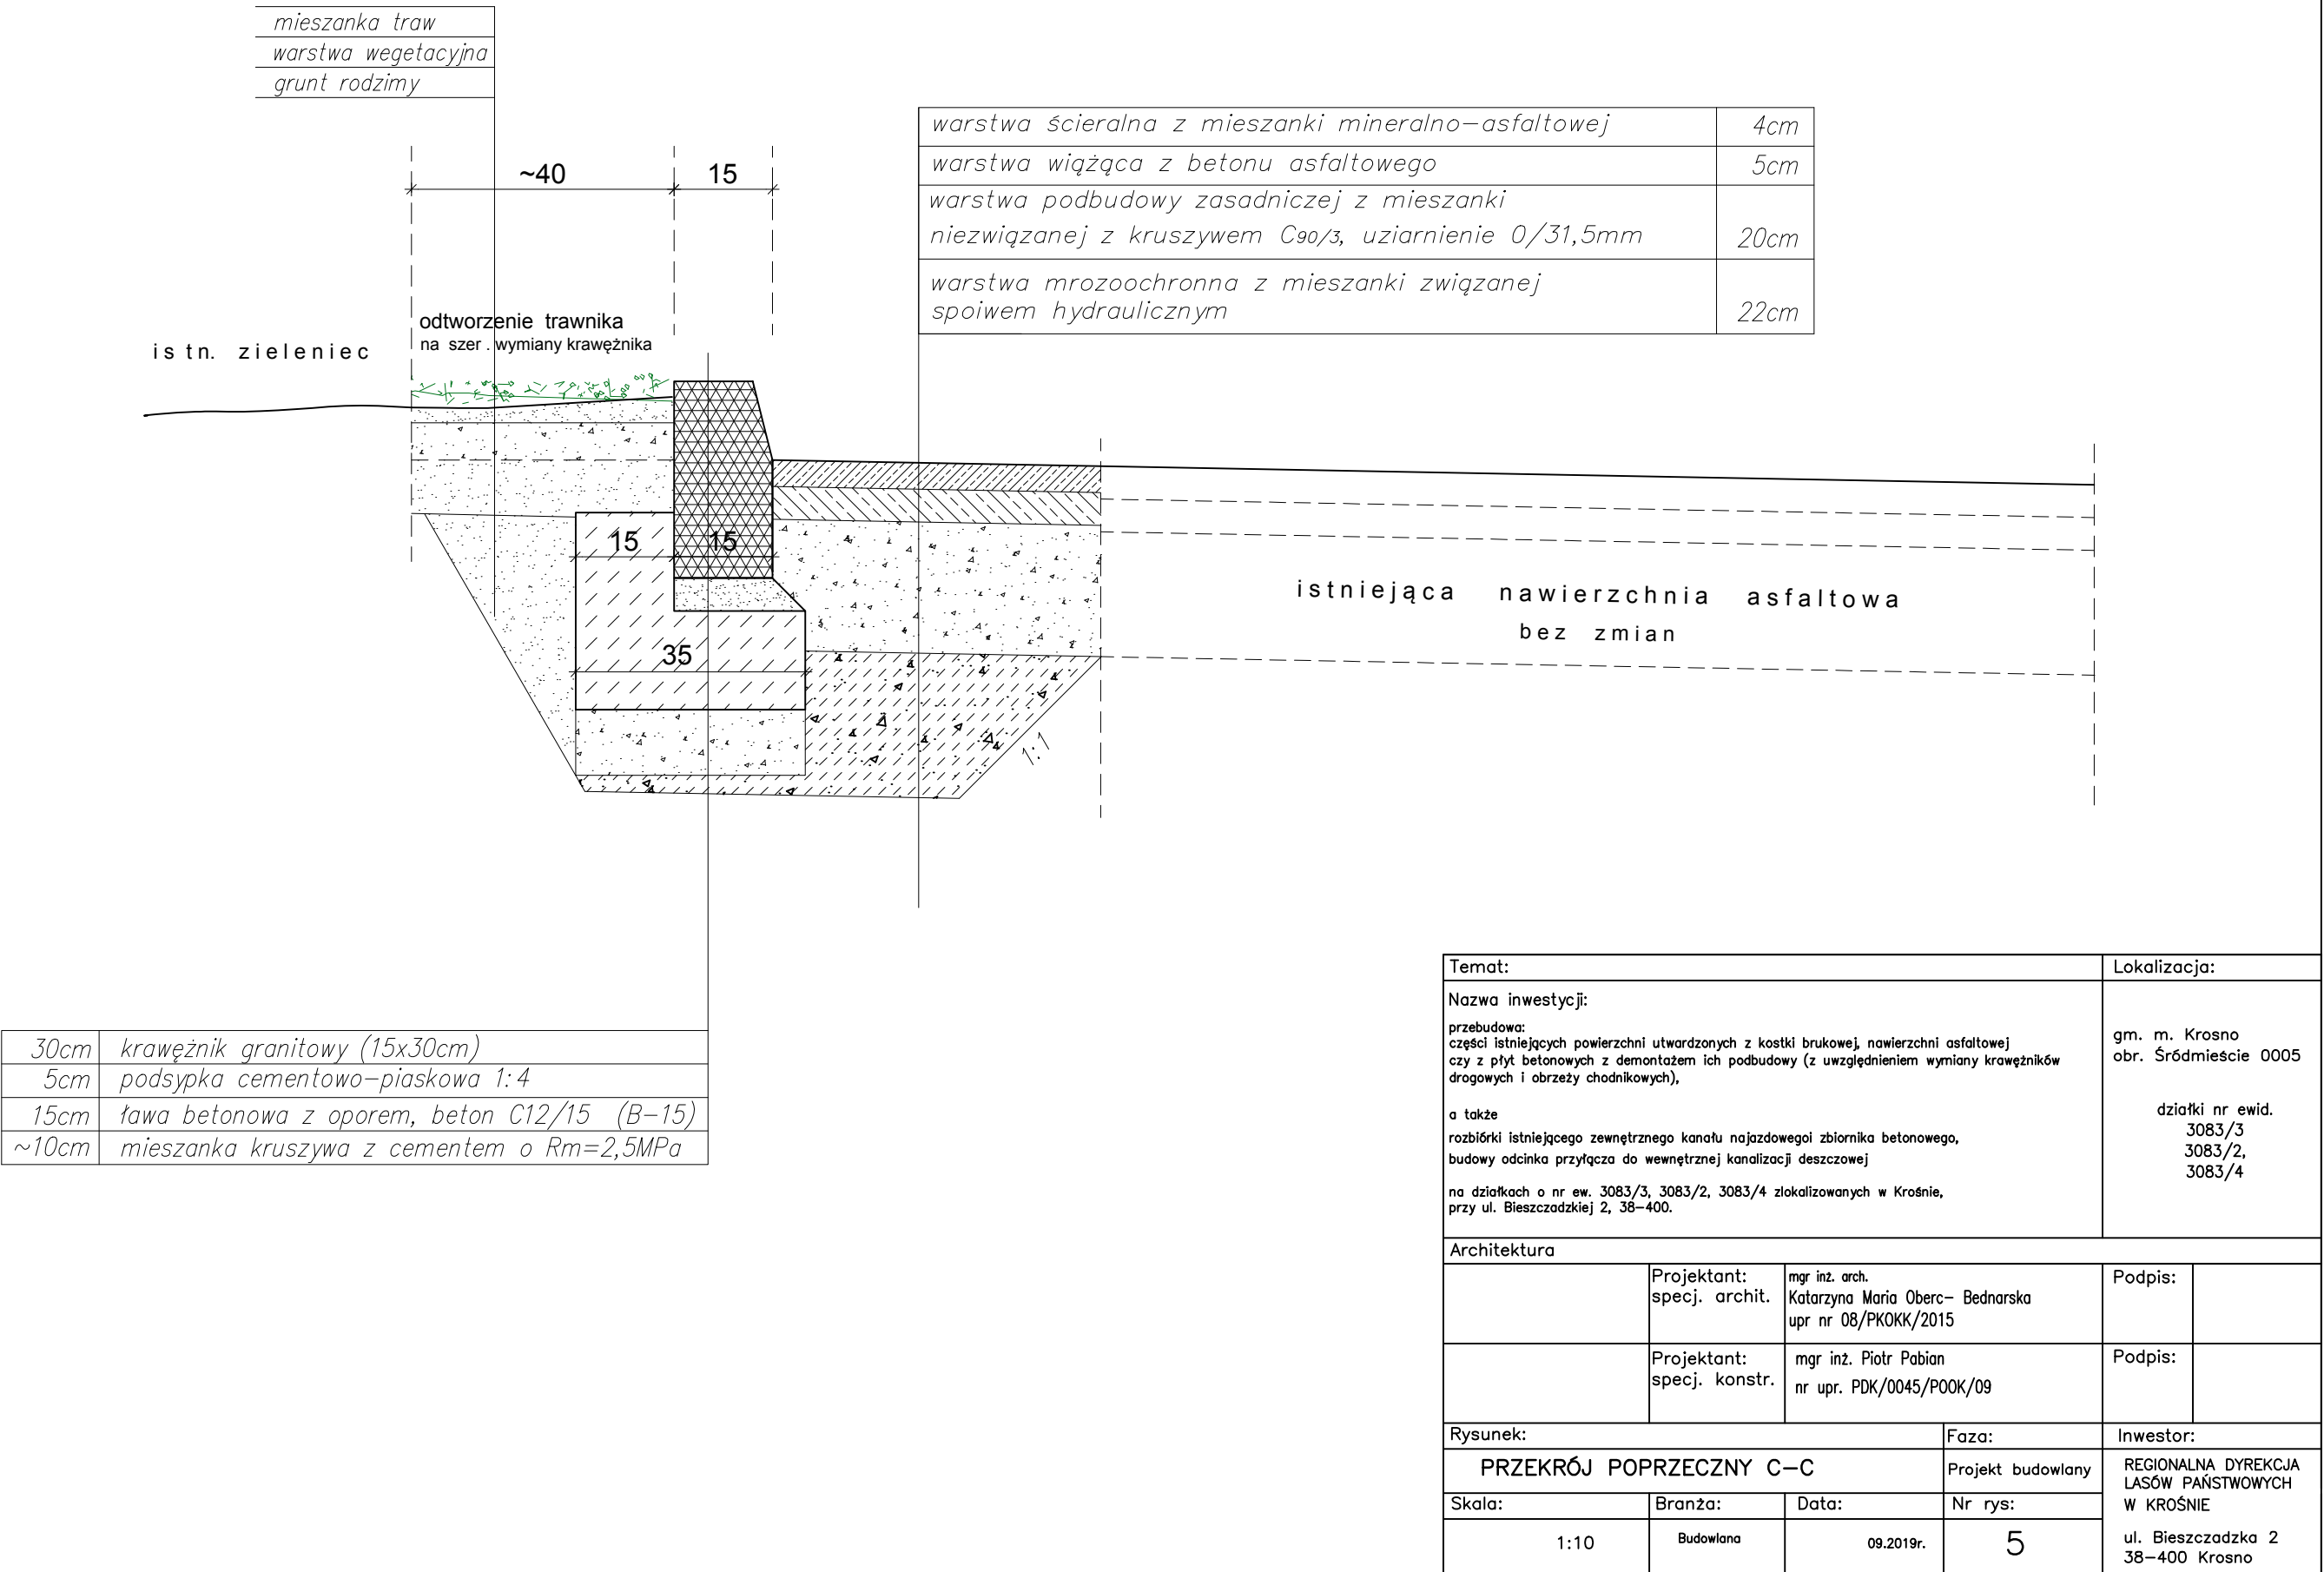 mieszanka traw
warstwa wegetacyjna
grunt rodzimy
~40
15
warstwa ścieralna z mieszanki mineralno-asfaltowej 4cm
warstwa wiążąca z betonu asfaltowego 5cm
warstwa podbudowy zasadniczej z mieszanki
niezwiązanej z kruszywem C90/3, uziarnienie 0/31,5mm 20cm
warstwa mrozoochronna z mieszanki związanej
spoiwem hydraulicznym 22cm
istn. zieleniec
odtworzenie trawnika
na szer. wymiany krawężnika
15
15
35
1:1
istniejąca nawierzchnia asfaltowa
bez zmian
30cm krawężnik granitowy (15x30cm)
5cm podsypka cementowo-piaskowa 1:4
15cm ława betonowa z oporem, beton C12/15 (B-15)
~10cm mieszanka kruszywa z cementem o Rm=2,5MPa
Temat:
Lokalizacja:
Nazwa inwestycji:
przebudowa:
części istniejących powierzchni utwardzonych z kostki brukowej, nawierzchni asfaltowej
czy z płyt betonowych z demontażem ich podbudowy (z uwzględnieniem wymiany krawężników
drogowych i obrzeży chodnikowych),
a także
rozbiórki istniejącego zewnętrznego kanału najazdowegoi zbiornika betonowego,
budowy odcinka przyłącza do wewnętrznej kanalizacji deszczowej
na działkach o nr ew. 3083/3, 3083/2, 3083/4 zlokalizowanych w Krośnie,
przy ul. Bieszczadzkiej 2, 38-400.
gm. m. Krosno
obr. Śródmieście 0005
działki nr ewid.
3083/3
3083/2,
3083/4
Architektura
Projektant:
specj. archit.
mgr inż. arch.
Katarzyna Maria Oberc- Bednarska
upr nr 08/PKOKK/2015
Podpis:
Projektant:
specj. konstr.
mgr inż. Piotr Pabian
nr upr. PDK/0045/POOK/09
Podpis:
Rysunek:
PRZEKRÓJ POPRZECZNY C-C
Faza:
Projekt budowlany
Inwestor:
REGIONALNA DYREKCJA
LASÓW PAŃSTWOWYCH
W KROŚNIE
ul. Bieszczadzka 2
38-400 Krosno
Skala:
1:10
Branża:
Budowlana
Data:
09.2019r.
Nr rys:
5